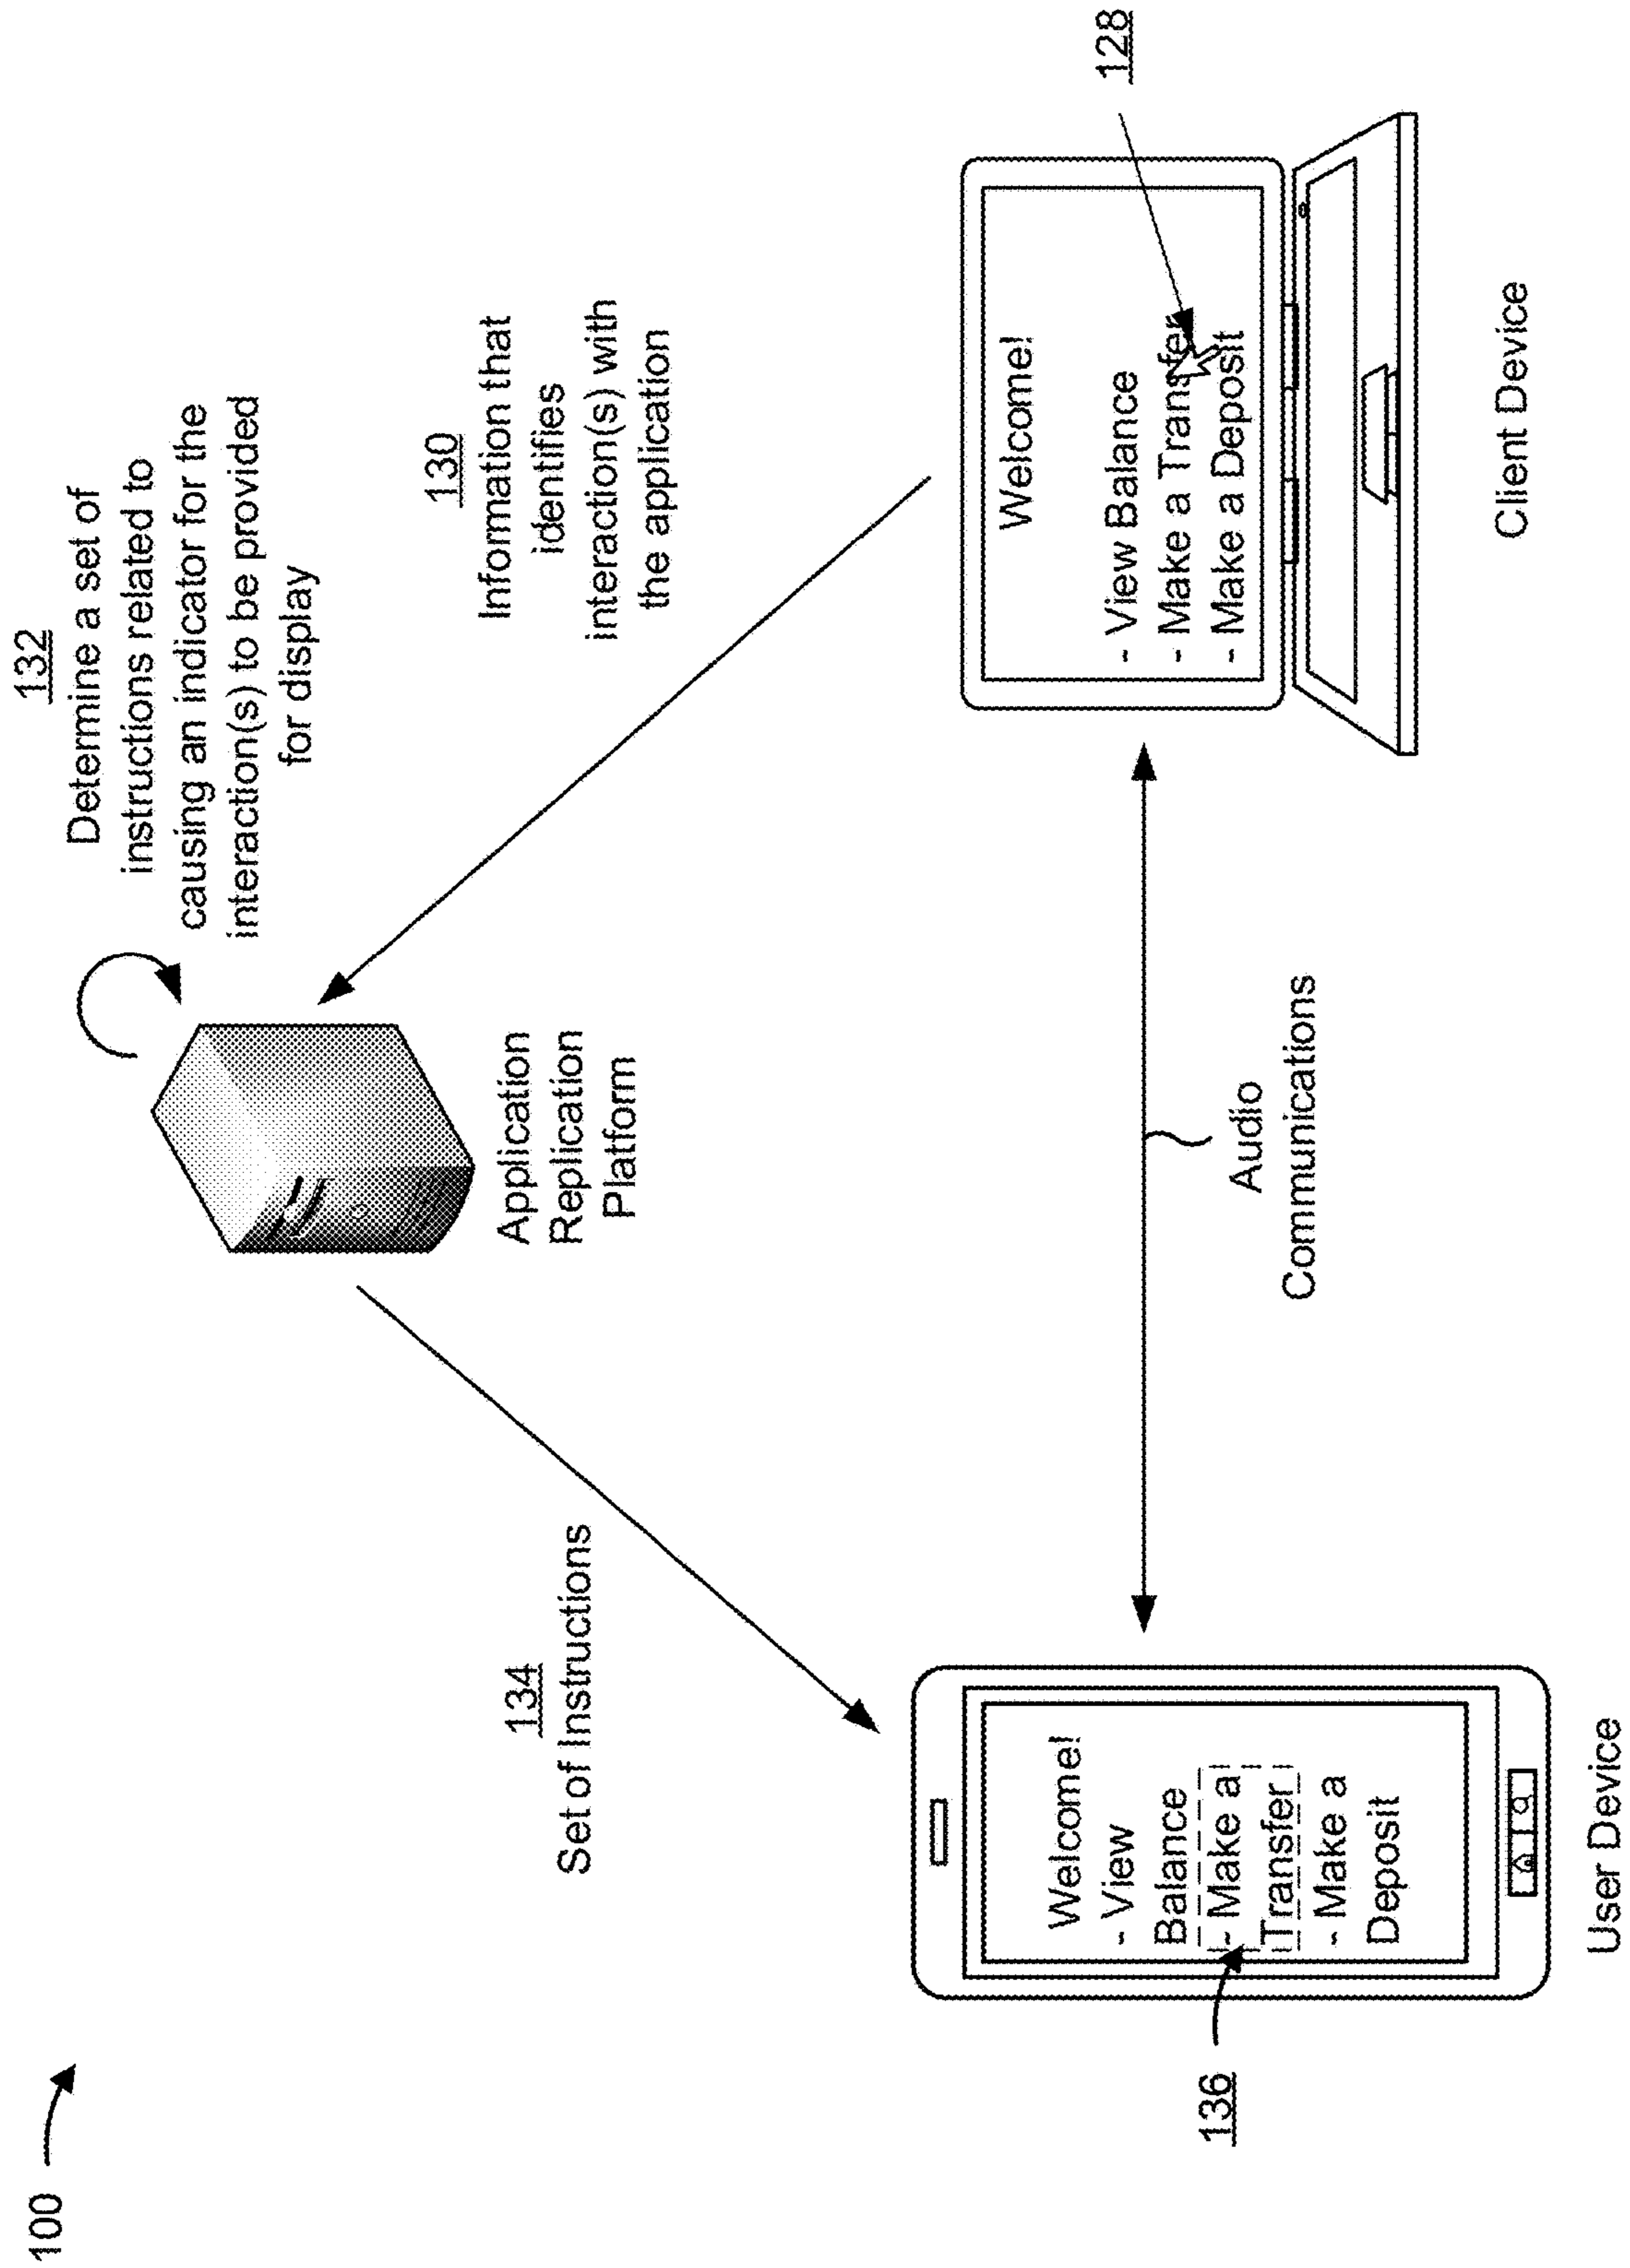 100
132
Determine a set of
instructions related to
causing an indicator for the
interaction(s) to be provided
for display
Application
Replication
Platform
130
Information that
identifies
interaction(s) with
the application
134
Set of Instructions
Welcome!
- View
Balance
- Make a
Transfer
- Make a
Deposit
136
User Device
Audio
Communications
Welcome!
- View Balance
- Make a Transfer
- Make a Deposit
128
Client Device